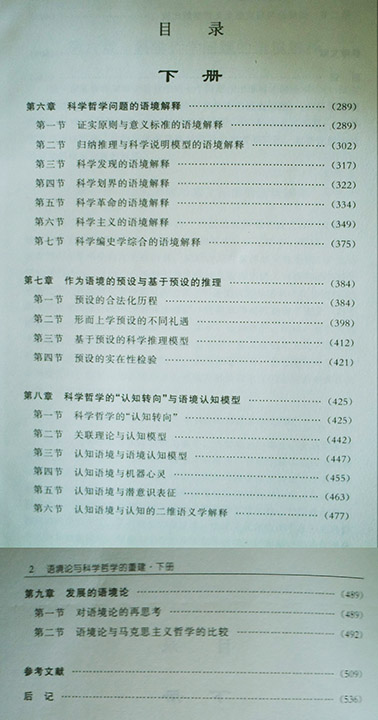 目 录
下 册
第六章 科学哲学问题的语境解释 …………………… (289)
第一节 证实原则与意义标准的语境解释 …………………… (289)
第二节 归纳推理与科学说明模型的语境解释 …………………… (302)
第三节 科学发现的语境解释 …………………… (317)
第四节 科学划界的语境解释 …………………… (322)
第五节 科学革命的语境解释 …………………… (334)
第六节 科学主义的语境解释 …………………… (349)
第七节 科学编史学综合的语境解释 …………………… (375)
第七章 作为语境的预设与基于预设的推理 …………………… (384)
第一节 预设的合法化历程 …………………… (384)
第二节 形而上学预设的不同礼遇 …………………… (398)
第三节 基于预设的科学推理模型 …………………… (412)
第四节 预设的实在性检验 …………………… (421)
第八章 科学哲学的“认知转向”与语境认知模型 …………………… (425)
第一节 科学哲学的“认知转向” …………………… (425)
第二节 关联理论与认知模型 …………………… (442)
第三节 认知语境与语境认知模型 …………………… (447)
第四节 认知语境与机器心灵 …………………… (455)
第五节 认知语境与潜意识表征 …………………… (463)
第六节 认知语境与认知的二维语义学解释 …………………… (477)
2 语境论与科学哲学的重建·下册
第九章 发展的语境论 …………………… (489)
第一节 对语境论的再思考 …………………… (489)
第二节 语境论与马克思主义哲学的比较 …………………… (492)
参考文献 …………………… (509)
后 记 …………………… (536)